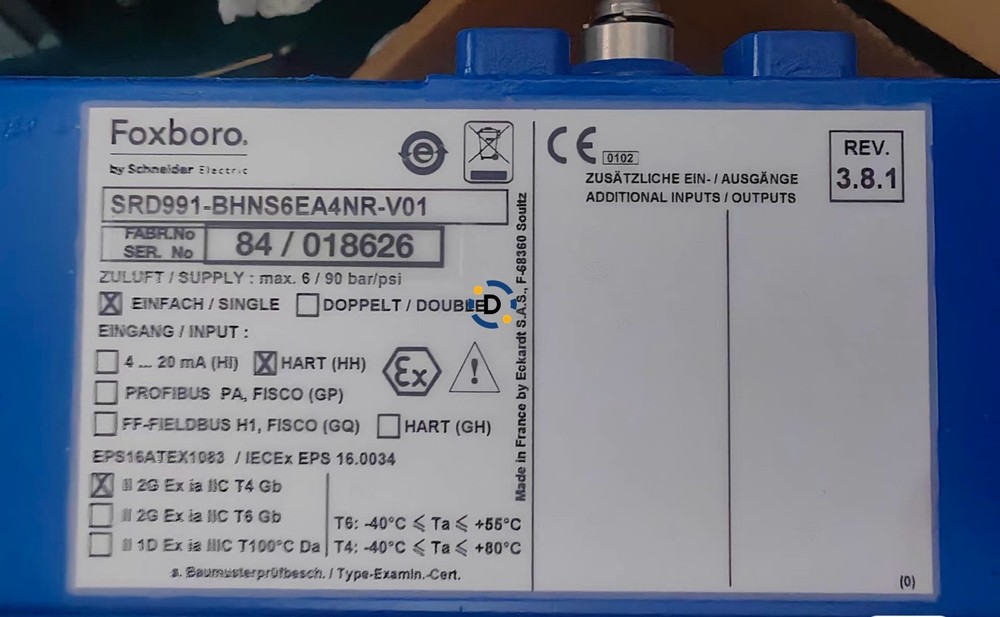 Foxboro.
by Schneider Electric
SRD991-BHNS6EA4NR-V01
FABR.No
SER. No
84 / 018626
ZULUFT / SUPPLY : max. 6 / 90 bar/psi
EINFACH / SINGLE
DOPPELT / DOUBLE
D
EINGANG / INPUT :
4 ... 20 mA (HI)
HART (HH)
Ex
PROFIBUS PA, FISCO (GP)
FF-FIELDBUS H1, FISCO (GQ)
HART (GH)
EPS16ATEX1083 / IECEx EPS 16.0034
II 2G Ex ia IIC T4 Gb
II 2G Ex ia IIC T6 Gb
II 1D Ex ia IIIC T100°C Da
T6: -40°C ≤ Ta ≤ +55°C
T4: -40°C ≤ Ta ≤ +80°C
s. Baumusterprüfbesch. / Type-Examin.-Cert.
Made in France by Eckardt S.A.S., F-68360 Soultz
CE
0102
REV.
3.8.1
ZUSÄTZLICHE EIN- / AUSGÄNGE
ADDITIONAL INPUTS / OUTPUTS
(0)